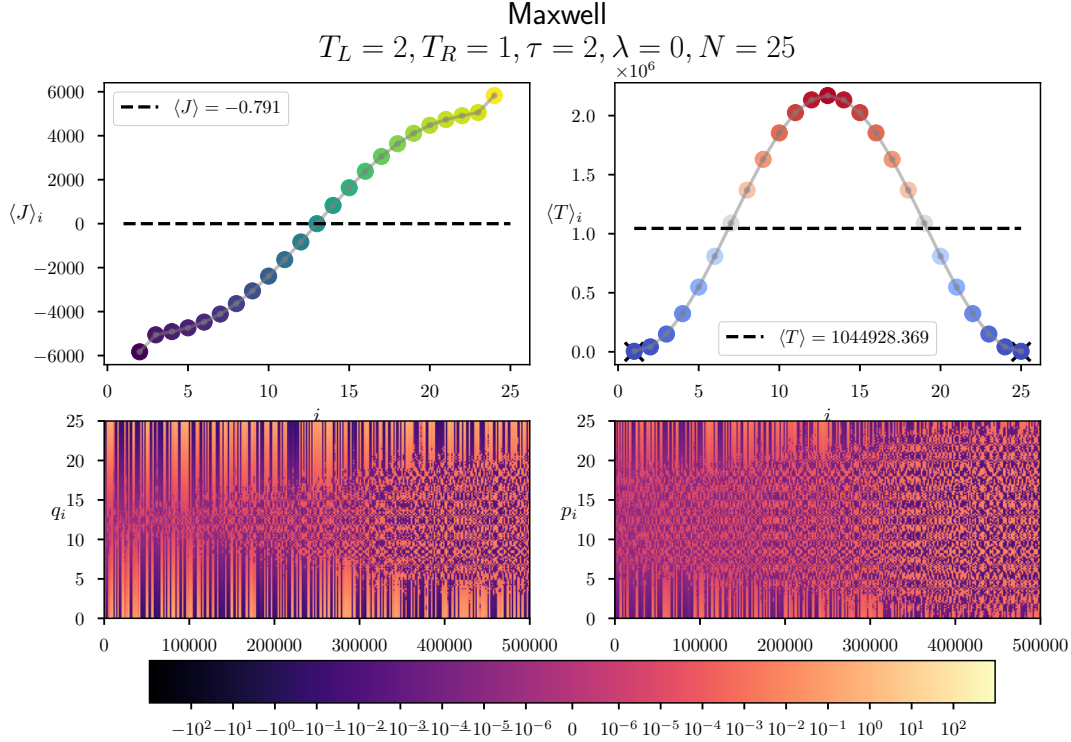 Maxwell
T_L = 2, T_R = 1, τ = 2, λ = 0, N = 25
×10^6
⟨J⟩ = −0.791
6000
4000
2000
0
−2000
−4000
−6000
⟨J⟩_i
0 5 10 15 20 25
i
2.0
1.5
1.0
0.5
0.0
⟨T⟩_i
⟨T⟩ = 1044928.369
0 5 10 15 20 25
i
25
20
15
10
5
0
q_i
0 100000 200000 300000 400000 500000
25
20
15
10
5
0
p_i
0 100000 200000 300000 400000 500000
−10^2 −10^1 −10^0 −10^-1 −10^-2 −10^-3 −10^-4 −10^-5 −10^-6 0 10^-6 10^-5 10^-4 10^-3 10^-2 10^-1 10^0 10^1 10^2